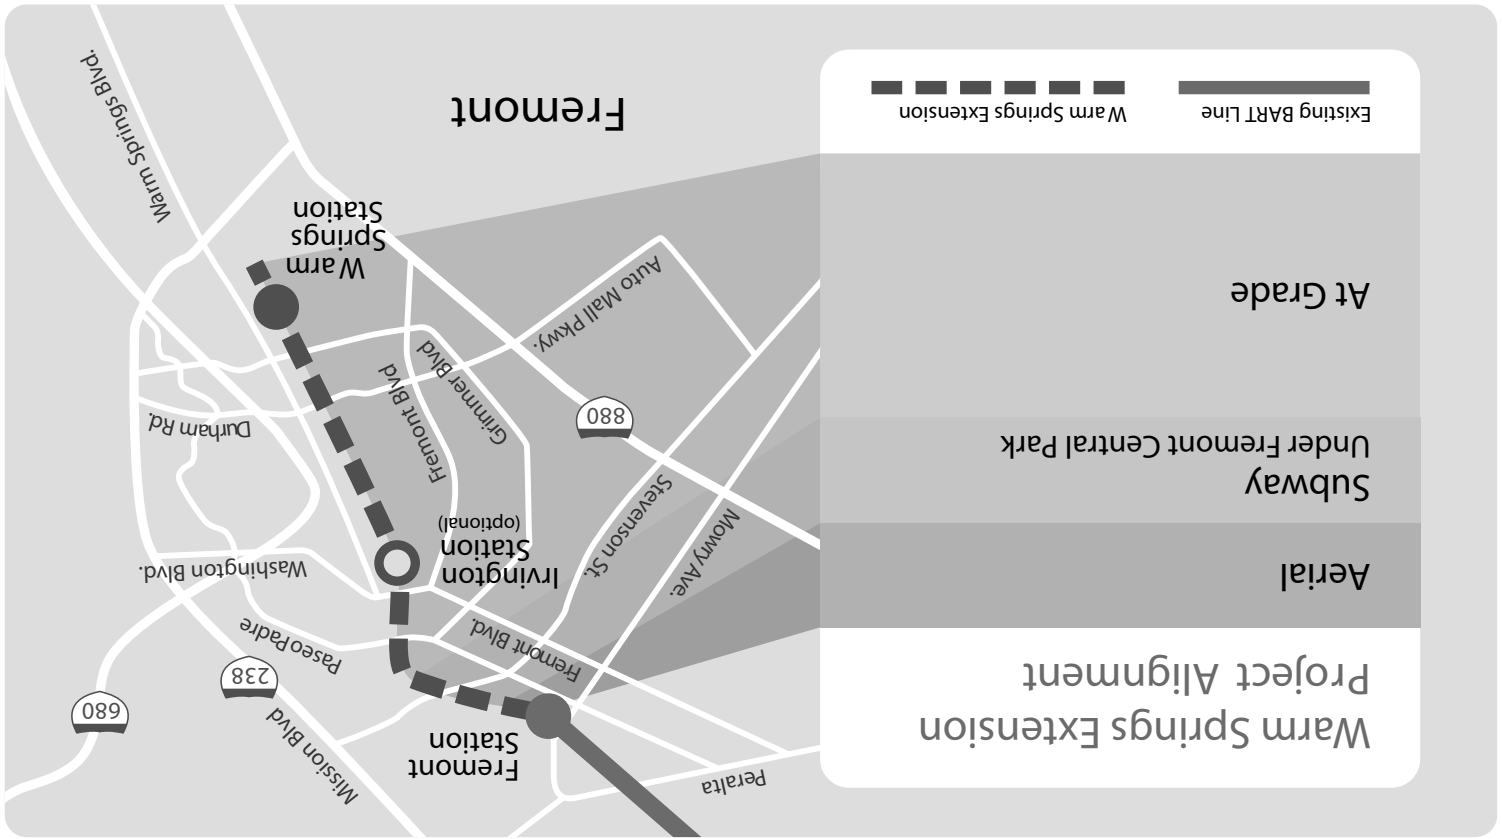 Warm Springs Extension
Project Alignment
Aerial
Subway
Under Fremont Central Park
At Grade
Existing BART Line
Warm Springs Extension
Peralta
Fremont
Station
Mission Blvd
680
238
Paseo Padre
Fremont Blvd.
Washington Blvd.
Irvington
Station
(optional)
Mowry Ave.
Stevenson St.
Durham Rd.
Fremont Blvd
Grimmer Blvd
880
Auto Mall Pkwy.
Warm
Springs
Station
Warm Springs Blvd.
Fremont